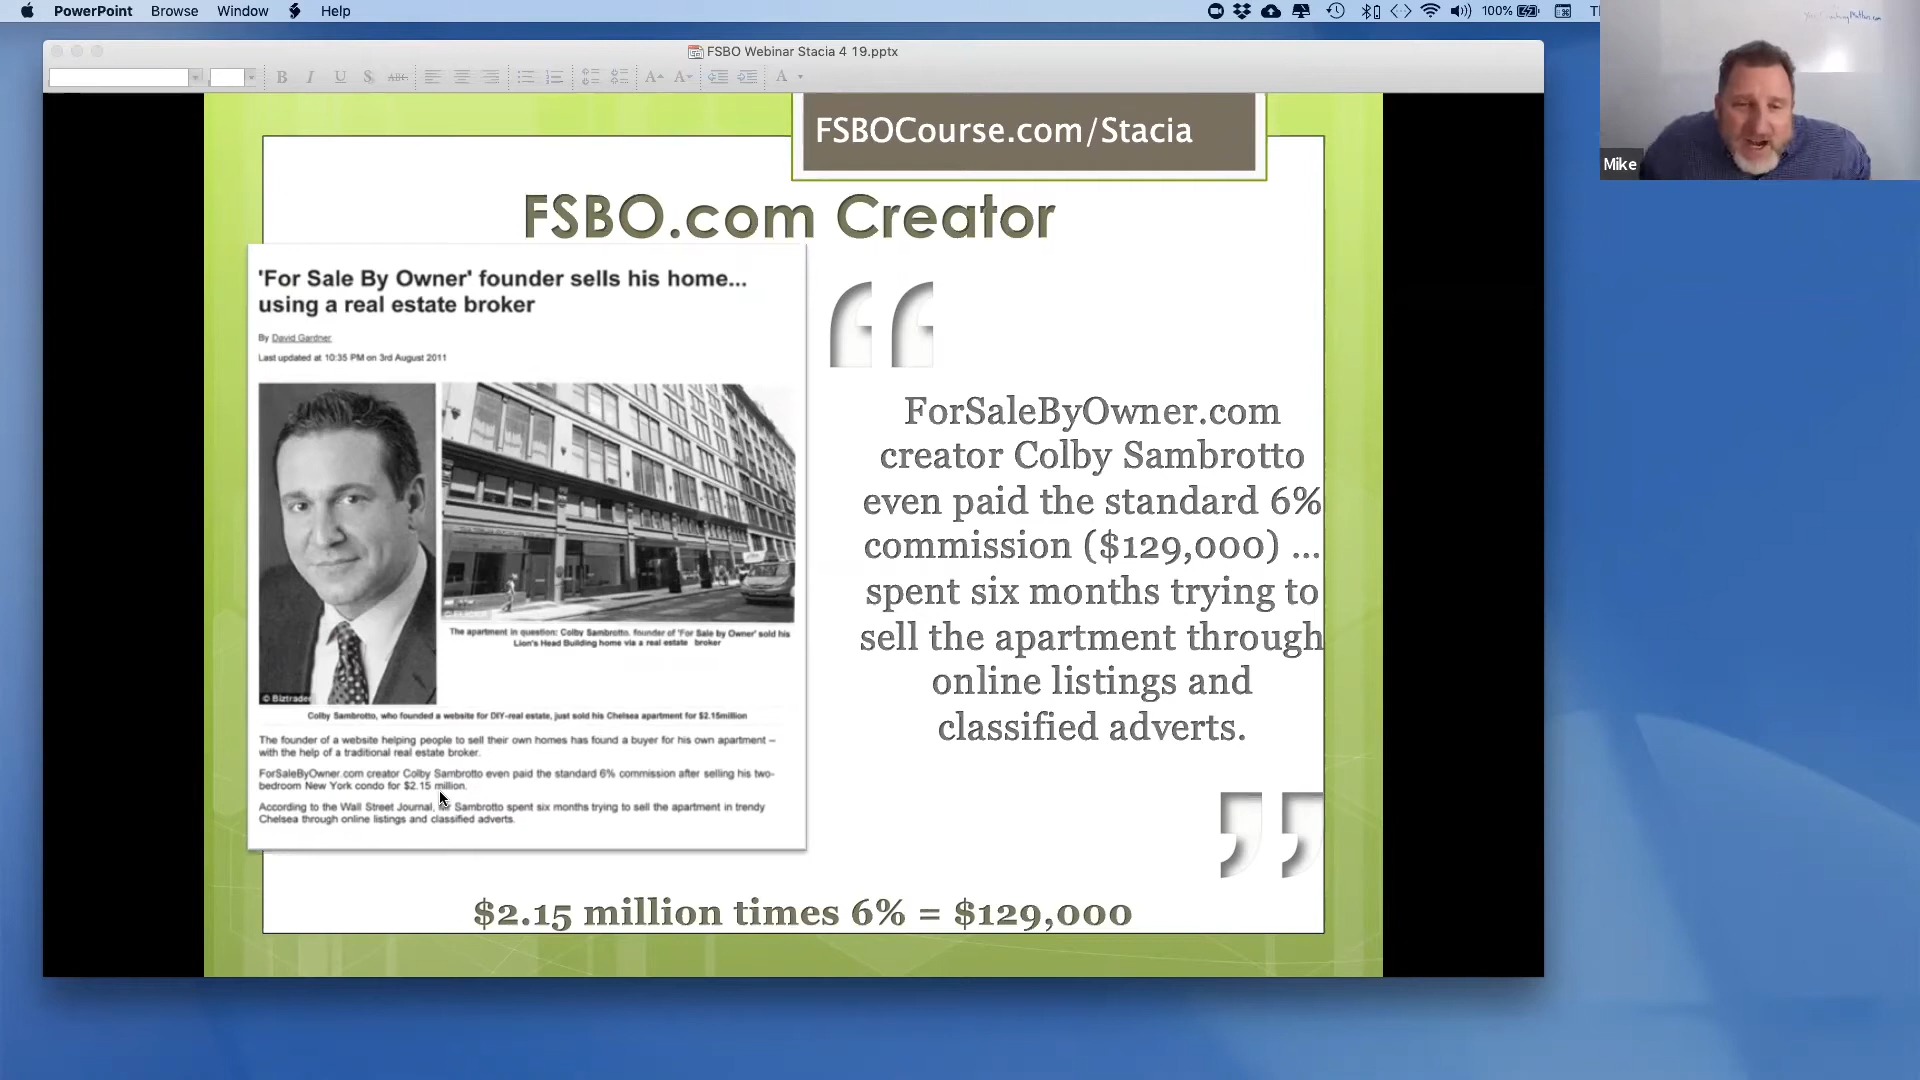 PowerPoint Browse Window Help
100%
FSBO Webinar Stacia 4 19.pptx
B I U S ABC A A A
Mike
FSBOCourse.com/Stacia
FSBO.com Creator
'For Sale By Owner' founder sells his home...
using a real estate broker
By David Gardner
Last updated at 10:35 PM on 3rd August 2011
© Biztrader
The apartment in question: Colby Sambrotto, founder of 'For Sale by Owner' sold his
Lion's Head Building home via a real estate broker
Colby Sambrotto, who founded a website for DIY-real estate, just sold his Chelsea apartment for $2.15million
The founder of a website helping people to sell their own homes has found a buyer for his own apartment –
with the help of a traditional real estate broker.
ForSaleByOwner.com creator Colby Sambrotto even paid the standard 6% commission after selling his two-
bedroom New York condo for $2.15 million.
According to the Wall Street Journal, Sambrotto spent six months trying to sell the apartment in trendy
Chelsea through online listings and classified adverts.
“
ForSaleByOwner.com
creator Colby Sambrotto
even paid the standard 6%
commission ($129,000) ...
spent six months trying to
sell the apartment through
online listings and
classified adverts.
”
$2.15 million times 6% = $129,000